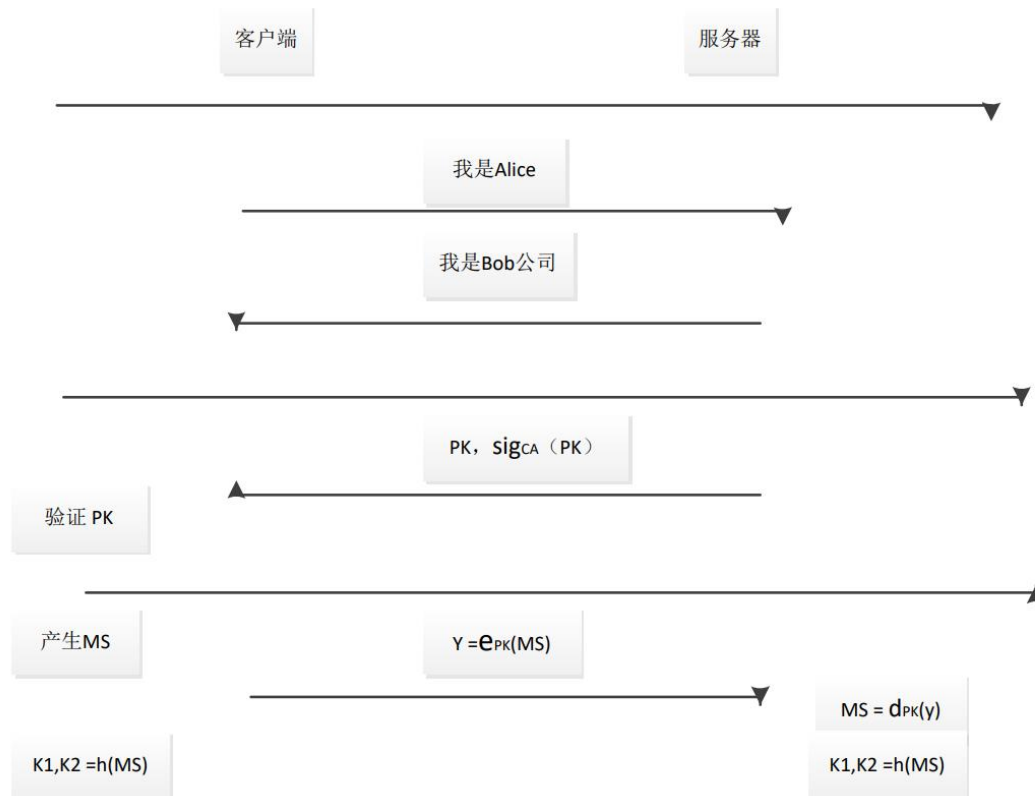 客户端
服务器
我是Alice
我是Bob公司
PK，sigCA（PK）
验证 PK
产生MS
Y =ePK(MS)
MS = dPK(y)
K1,K2 =h(MS)
K1,K2 =h(MS)